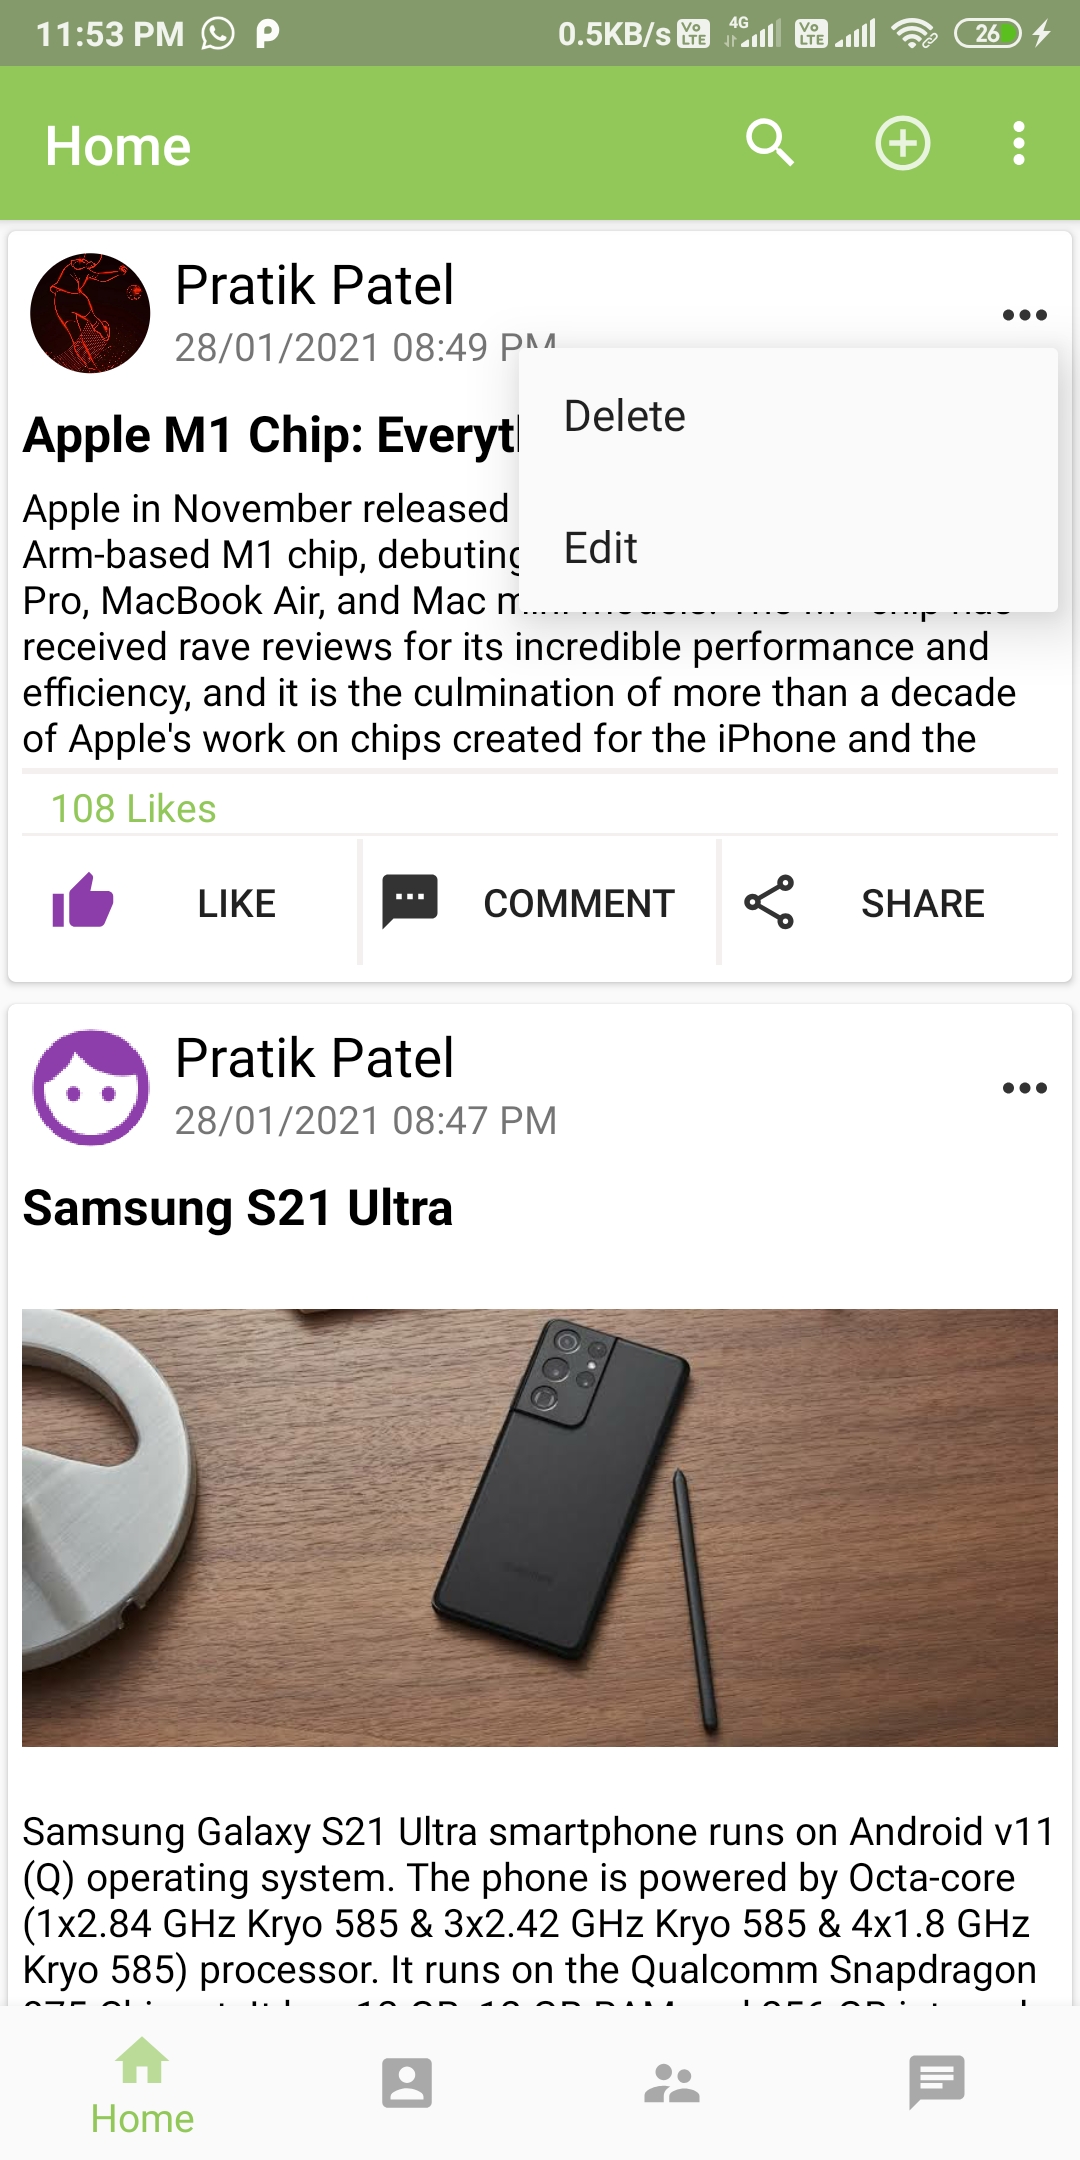 11:53 PM
0.5KB/s Vo LTE 4G Vo LTE 26
Home
Pratik Patel
28/01/2021 08:49 PM
Delete
Edit
Apple M1 Chip:
Apple in November released
Arm-based M1 chip, debuting
Pro, MacBook Air, and Mac
received rave reviews for its incredible performance and
efficiency, and it is the culmination of more than a decade
of Apple's work on chips created for the iPhone and the
108 Likes
LIKE
COMMENT
SHARE
Pratik Patel
28/01/2021 08:47 PM
Samsung S21 Ultra
Samsung Galaxy S21 Ultra smartphone runs on Android v11
(Q) operating system. The phone is powered by Octa-core
(1x2.84 GHz Kryo 585 & 3x2.42 GHz Kryo 585 & 4x1.8 GHz
Kryo 585) processor. It runs on the Qualcomm Snapdragon
Home